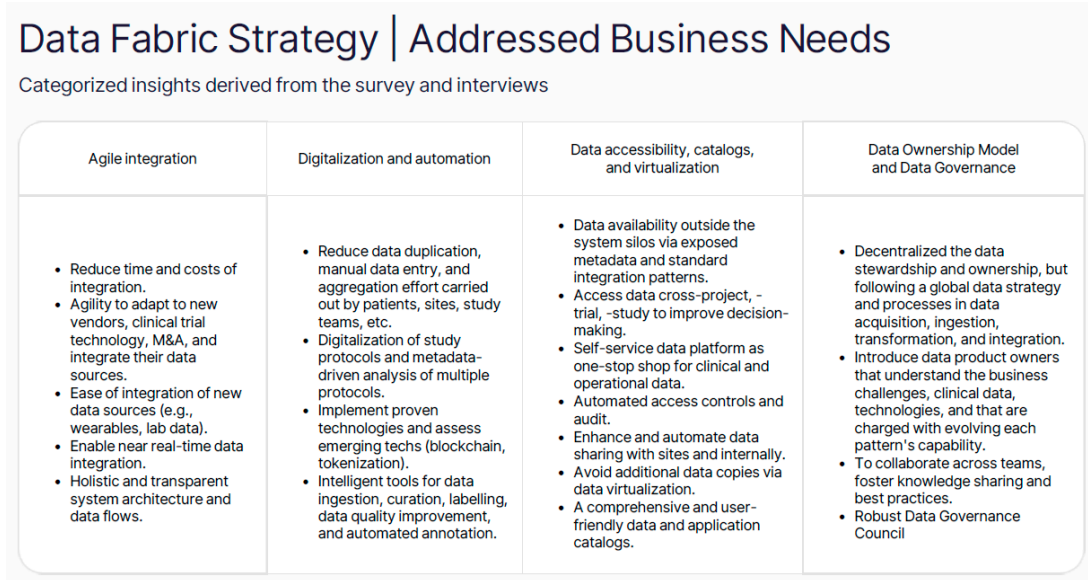 Data Fabric Strategy | Addressed Business Needs
Categorized insights derived from the survey and interviews
Agile integration
• Reduce time and costs of
integration.
• Agility to adapt to new
vendors, clinical trial
technology, M&A, and
integrate their data
sources.
• Ease of integration of new
data sources (e.g.,
wearables, lab data).
• Enable near real-time data
integration.
• Holistic and transparent
system architecture and
data flows.
Digitalization and automation
• Reduce data duplication,
manual data entry, and
aggregation effort carried
out by patients, sites, study
teams, etc.
• Digitalization of study
protocols and metadata-
driven analysis of multiple
protocols.
• Implement proven
technologies and assess
emerging techs (blockchain,
tokenization).
• Intelligent tools for data
ingestion, curation, labelling,
data quality improvement,
and automated annotation.
Data accessibility, catalogs,
and virtualization
• Data availability outside the
system silos via exposed
metadata and standard
integration patterns.
• Access data cross-project, -
trial, -study to improve decision-
making.
• Self-service data platform as
one-stop shop for clinical and
operational data.
• Automated access controls and
audit.
• Enhance and automate data
sharing with sites and internally.
• Avoid additional data copies via
data virtualization.
• A comprehensive and user-
friendly data and application
catalogs.
Data Ownership Model
and Data Governance
• Decentralized the data
stewardship and ownership, but
following a global data strategy
and processes in data
acquisition, ingestion,
transformation, and integration.
• Introduce data product owners
that understand the business
challenges, clinical data,
technologies, and that are
charged with evolving each
pattern's capability.
• To collaborate across teams,
foster knowledge sharing and
best practices.
• Robust Data Governance
Council